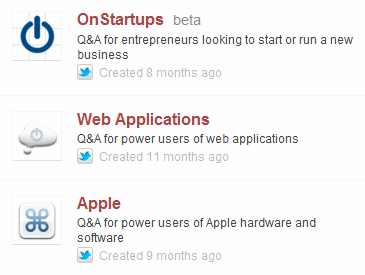 OnStartups beta
Q&A for entrepreneurs looking to start or run a new
business
Created 8 months ago
Web Applications
Q&A for power users of web applications
Created 11 months ago
Apple
Q&A for power users of Apple hardware and
software
Created 9 months ago